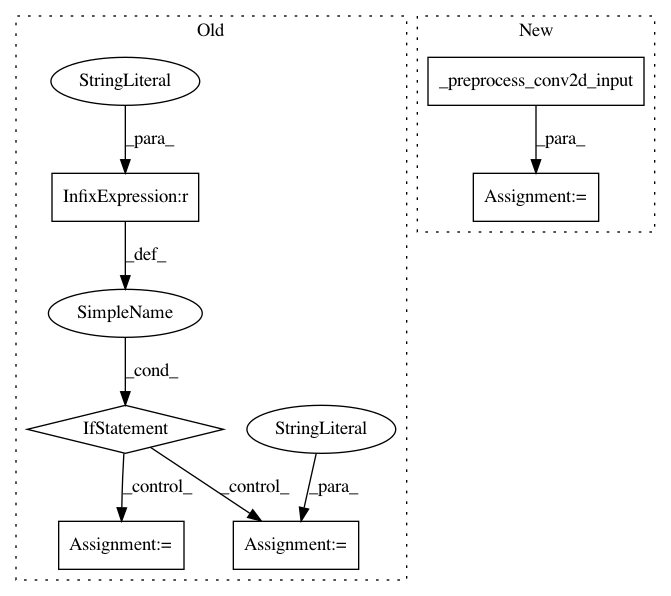 Old
New
StringLiteral
_preprocess_conv2d_input
_para_
_para_
InfixExpression:r
Assignment:=
_def_
SimpleName
_cond_
IfStatement
StringLiteral
_control_
_control_
_para_
Assignment:=
Assignment:=